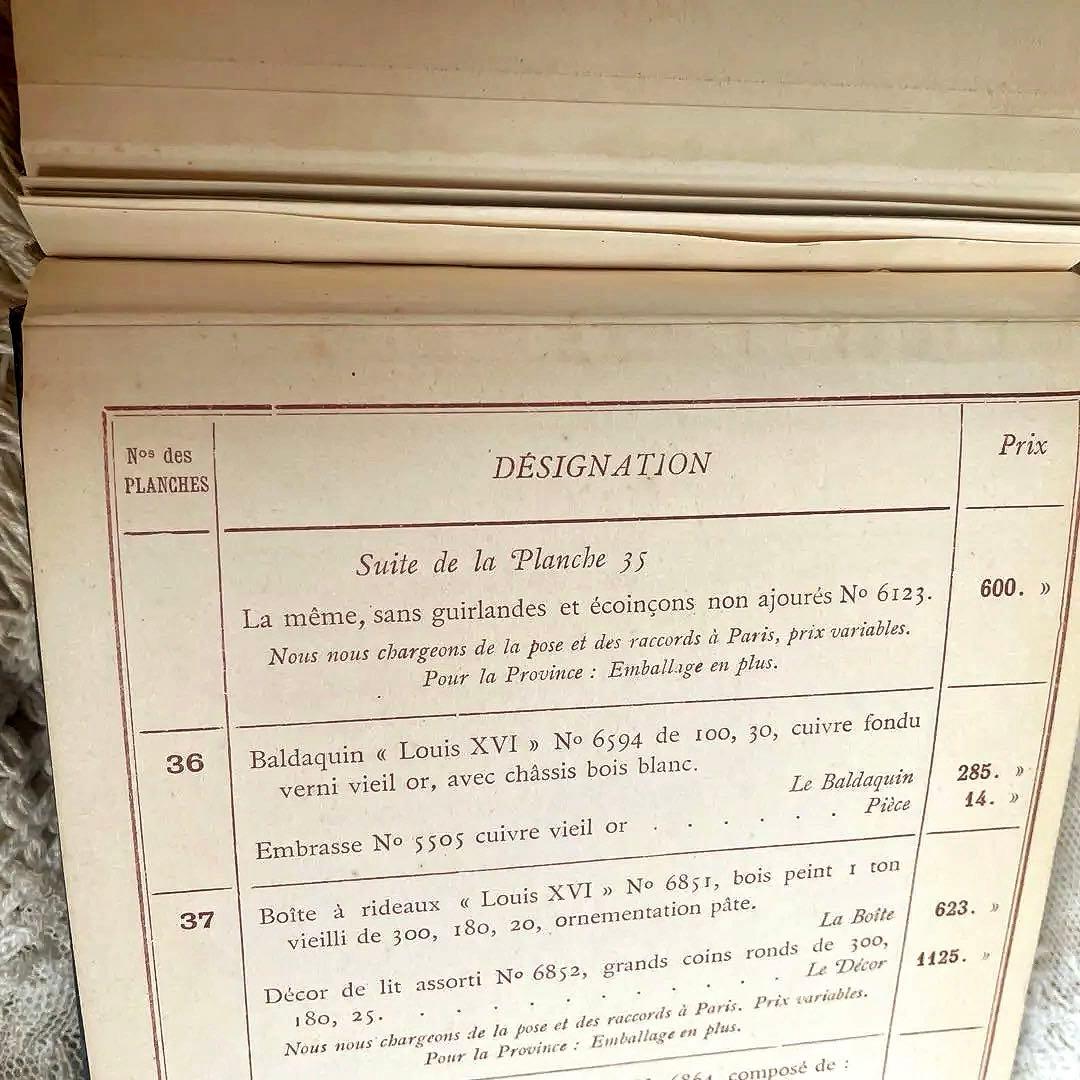 Nos des
PLANCHES
DÉSIGNATION
Prix
Suite de la Planche 35
La même, sans guirlandes et écoinçons non ajourés No 6123.
600. »
Nous nous chargeons de la pose et des raccords à Paris, prix variables.
Pour la Province : Emballage en plus.
36
Baldaquin « Louis XVI » No 6594 de 100, 30, cuivre fondu
verni vieil or, avec châssis bois blanc.
Le Baldaquin
285. »
Embrasse No 5505 cuivre vieil or . . . . . .
Pièce
14. »
37
Boîte à rideaux « Louis XVI » No 6851, bois peint 1 ton
vieilli de 300, 180, 20, ornementation pâte.
La Boîte
623. »
Décor de lit assorti No 6852, grands coins ronds de 300,
180, 25. . . . . . . . . . .
Le Décor
1125. »
Nous nous chargeons de la pose et des raccords à Paris. Prix variables.
Pour la Province : Emballage en plus.
6864 composé de :